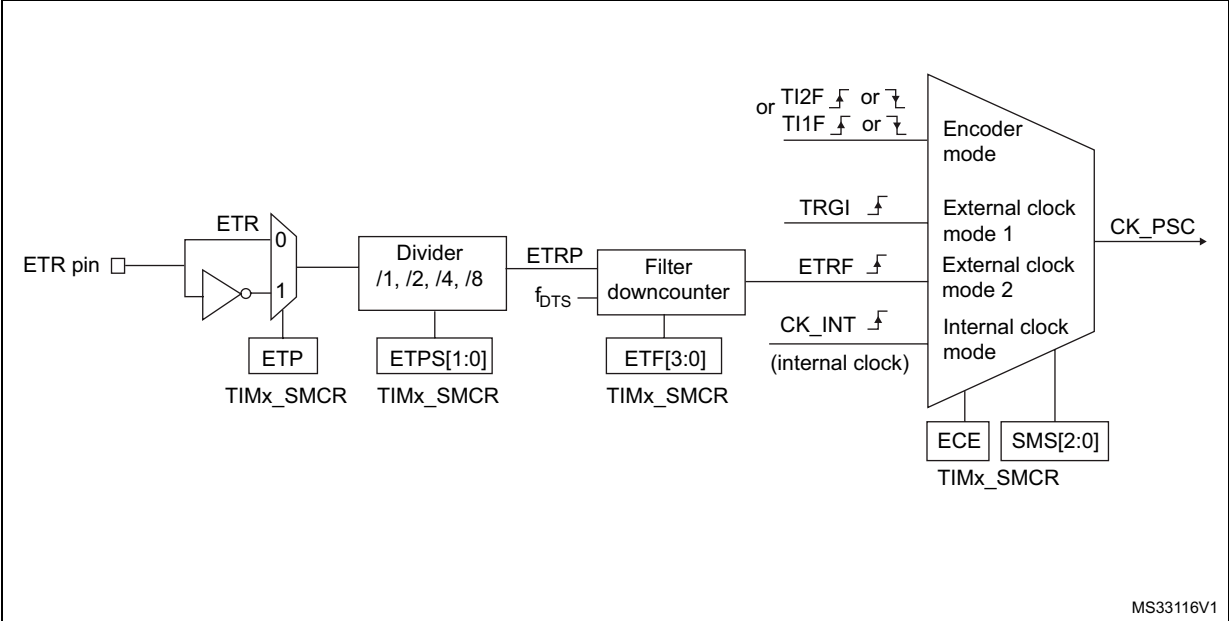 or TI2F or
TI1F or
Encoder
mode
TRGI
External clock
mode 1
CK_PSC
ETR
0
ETR pin
1
Divider
/1, /2, /4, /8
ETRP
fDTS
Filter
downcounter
ETRF
External clock
mode 2
CK_INT
(internal clock)
Internal clock
mode
ETP
TIMx_SMCR
ETPS[1:0]
TIMx_SMCR
ETF[3:0]
TIMx_SMCR
ECE
SMS[2:0]
TIMx_SMCR
MS33116V1